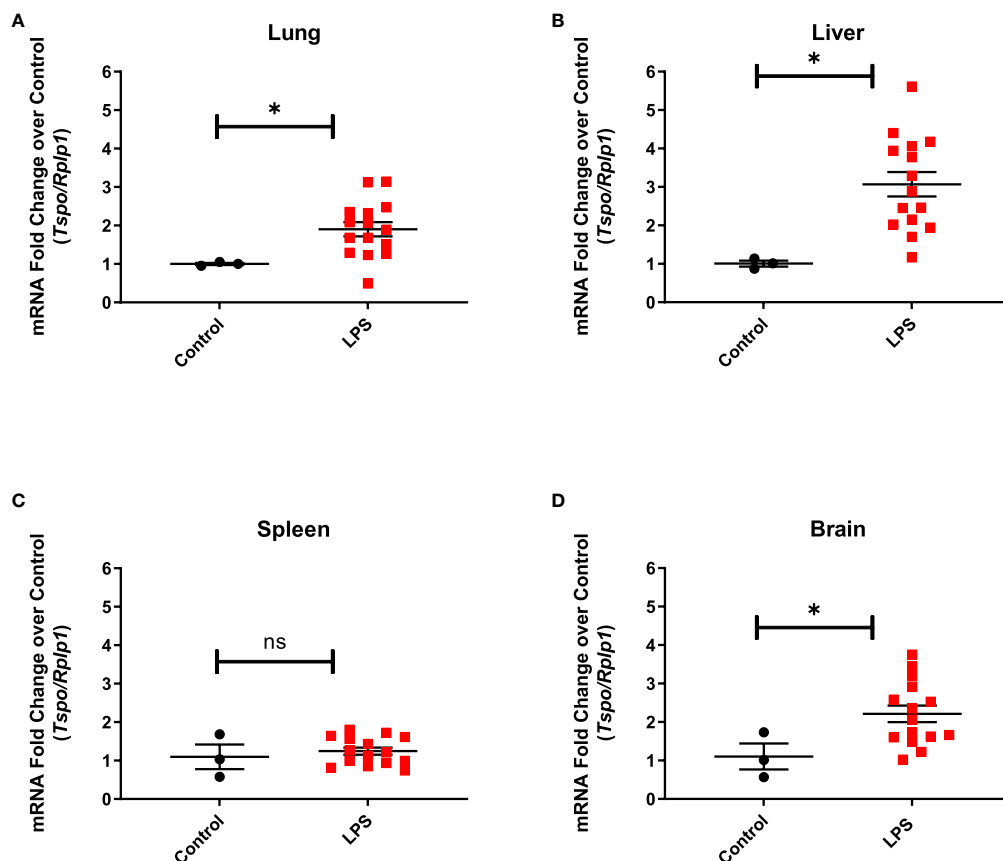 A
Lung
mRNA Fold Change over Control
(Tspo/Rplp1)
6
5
4
3
2
1
0
*
Control
LPS
B
Liver
mRNA Fold Change over Control
(Tspo/Rplp1)
6
5
4
3
2
1
0
*
Control
LPS
C
Spleen
mRNA Fold Change over Control
(Tspo/Rplp1)
6
5
4
3
2
1
0
ns
Control
LPS
D
Brain
mRNA Fold Change over Control
(Tspo/Rplp1)
6
5
4
3
2
1
0
*
Control
LPS